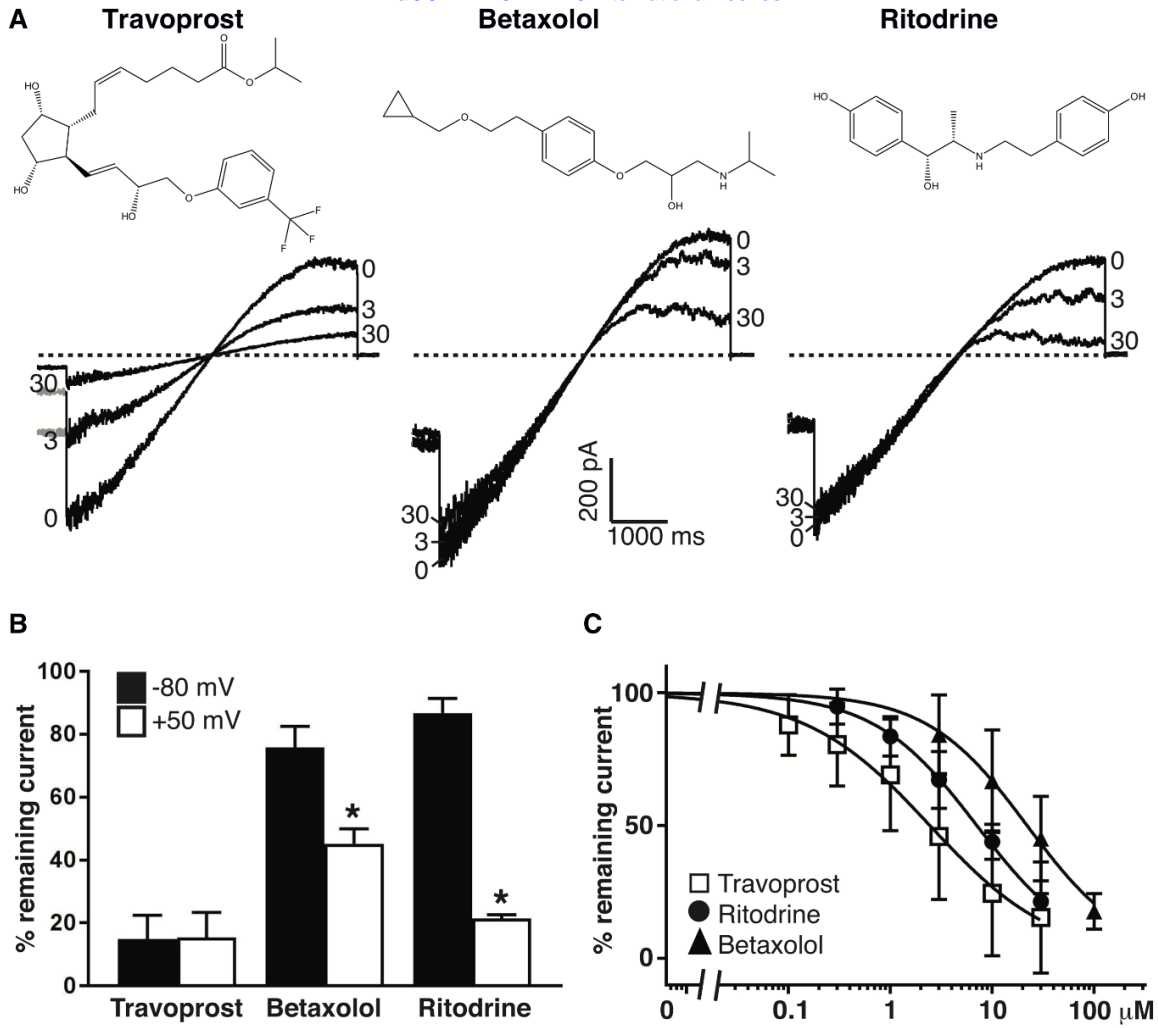 A
Travoprost
Betaxolol
Ritodrine
O
O
HO
HO
HO
O
F
F
F
O
O
OH
N
H
HO
OH
N
H
OH
0
3
30
30
3
0
0
3
30
30
3
0
200 pA
1000 ms
0
3
30
30
3
0
B
% remaining current
100
80
60
40
20
0
-80 mV
+50 mV
*
*
Travoprost
Betaxolol
Ritodrine
C
% remaining current
100
50
0
Travoprost
Ritodrine
Betaxolol
0
0.1
1
10
100 μM